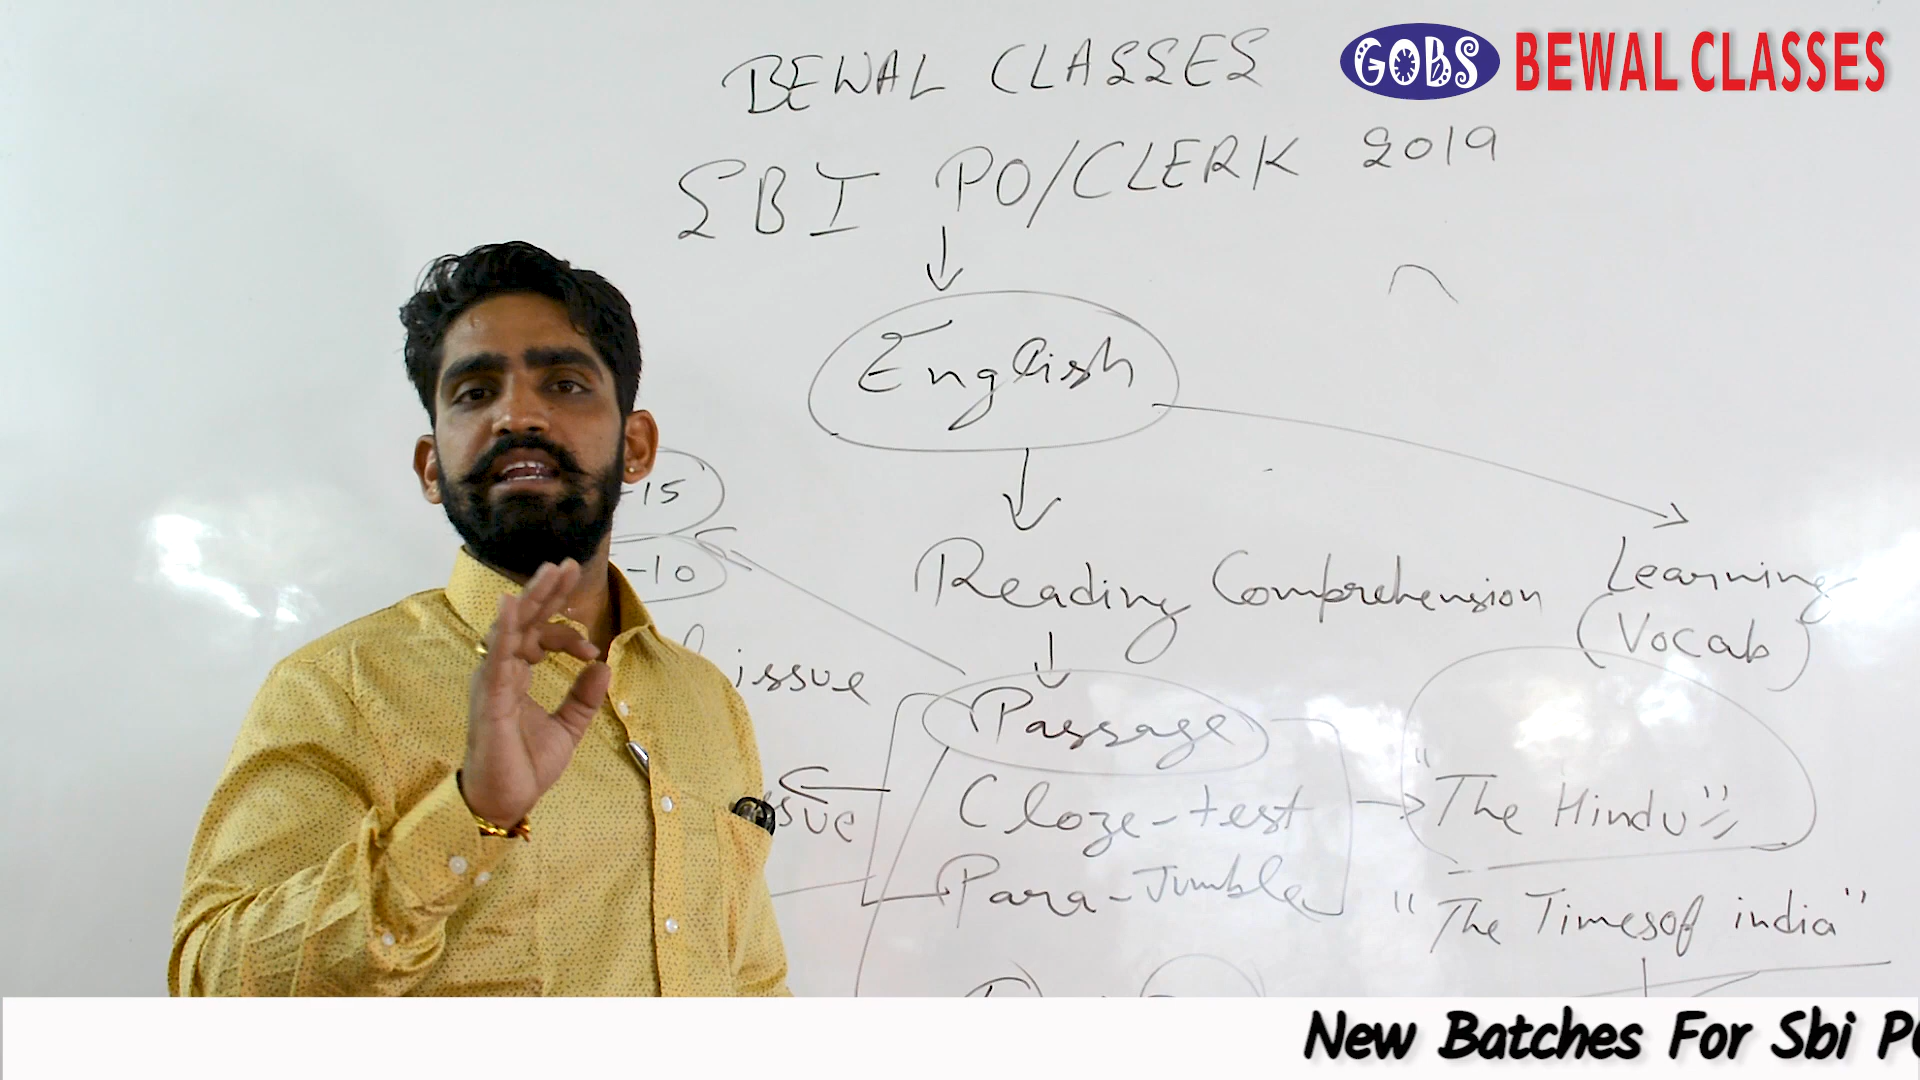 GOBS BEWAL CLASSES
BEWAL CLASSES
SBI PO/CLERK 2019
English
-15
-10
Reading Comprehension
Learning
(Vocab)
issue
Passage
Cloze-test
"The Hindu"
Para-Jumble
"The Times of india"
New Batches For Sbi